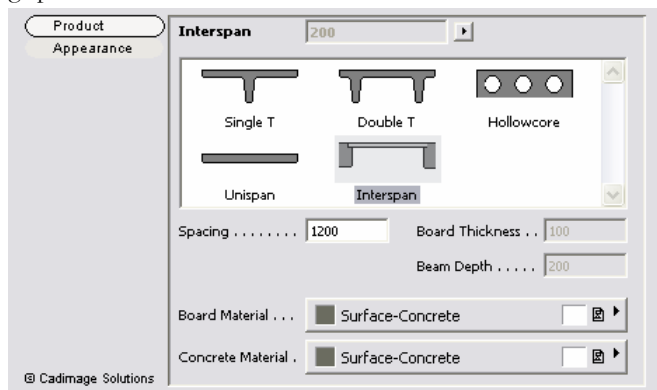 Product
Appearance
Interspan 200
Single T Double T Hollowcore
Unispan Interspan
Spacing ........ 1200 Board Thickness .. 100
Beam Depth ..... 200
Board Material ... Surface-Concrete
Concrete Material . Surface-Concrete
© Cadimage Solutions